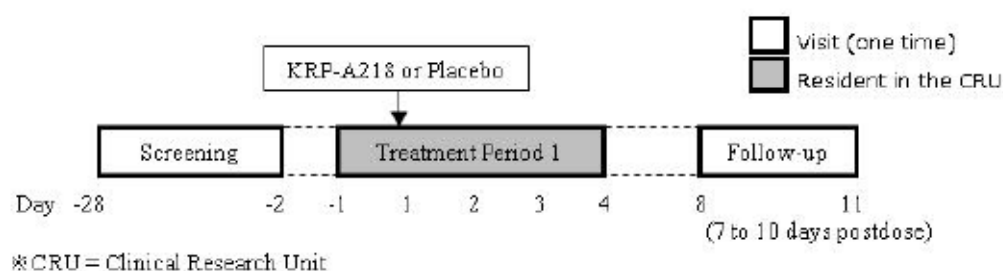 Visit (one time)
KRP-A218 or Placebo
Resident in the CRU
Screening Treatment Period 1 Follow-up
Day -28 -2 -1 1 2 3 4 8 11
(7 to 10 days postdose)
※CRU = Clinical Research Unit